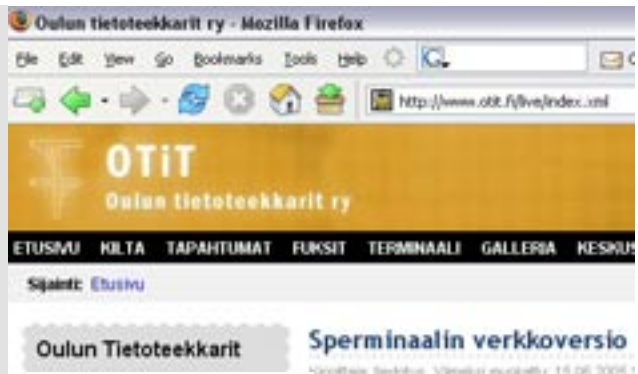 Oulun tietoteekkarit ry - Mozilla Firefox
File Edit View Go Bookmarks Tools Help
http://www.otit.fi/live/index.xml
OTiT
Oulun tietoteekkarit ry
ETUSIVU KILTA TAPAHTUMAT FUKSIT TERMINAALI GALLERIA KESKUS
Sijainti: Etusivu
Oulun Tietoteekkarit
Sperminaalin verkkoversio